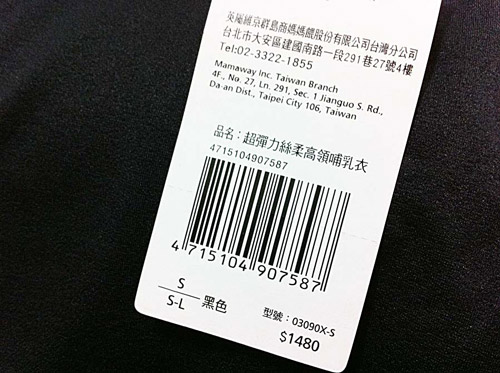 英屬維京群島商媽媽餵股份有限公司台灣分公司
台北市大安區建國南路一段291巷27號4樓
Tel:02-3322-1855
Mamaway Inc. Taiwan Branch
4F., No. 27, Ln. 291, Sec. 1 Jianguo S. Rd.,
Da-an Dist., Taipei City 106, Taiwan
品名：超彈力絲柔高領哺乳衣
4715104907587
4 715104 907587
S
S-L 黑色
型號：03090X-S
$1480